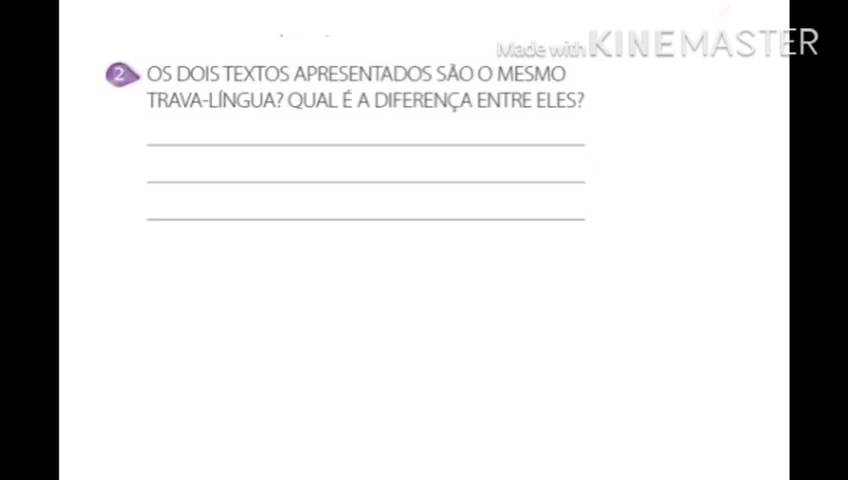 Made with KINEMASTER
2 OS DOIS TEXTOS APRESENTADOS SÃO O MESMO
TRAVA-LÍNGUA? QUAL É A DIFERENÇA ENTRE ELES?